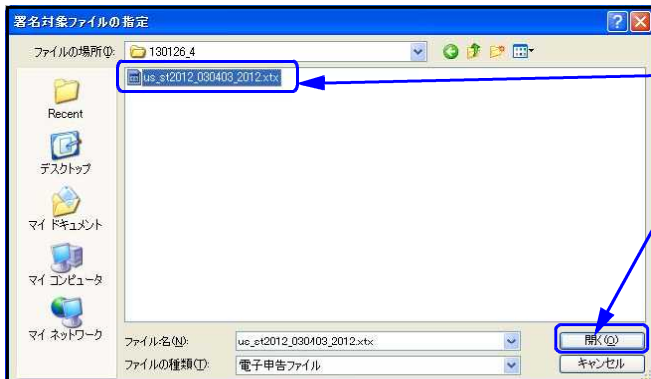 署名対象ファイルの指定
ファイルの場所(I):
130126_4
us_st2012_030403_2012.xtx
Recent
デスクトップ
マイ ドキュメント
マイ コンピュータ
マイ ネットワーク
ファイル名(N):
us_st2012_030403_2012.xtx
開く(O)
ファイルの種類(T):
電子申告ファイル
キャンセル